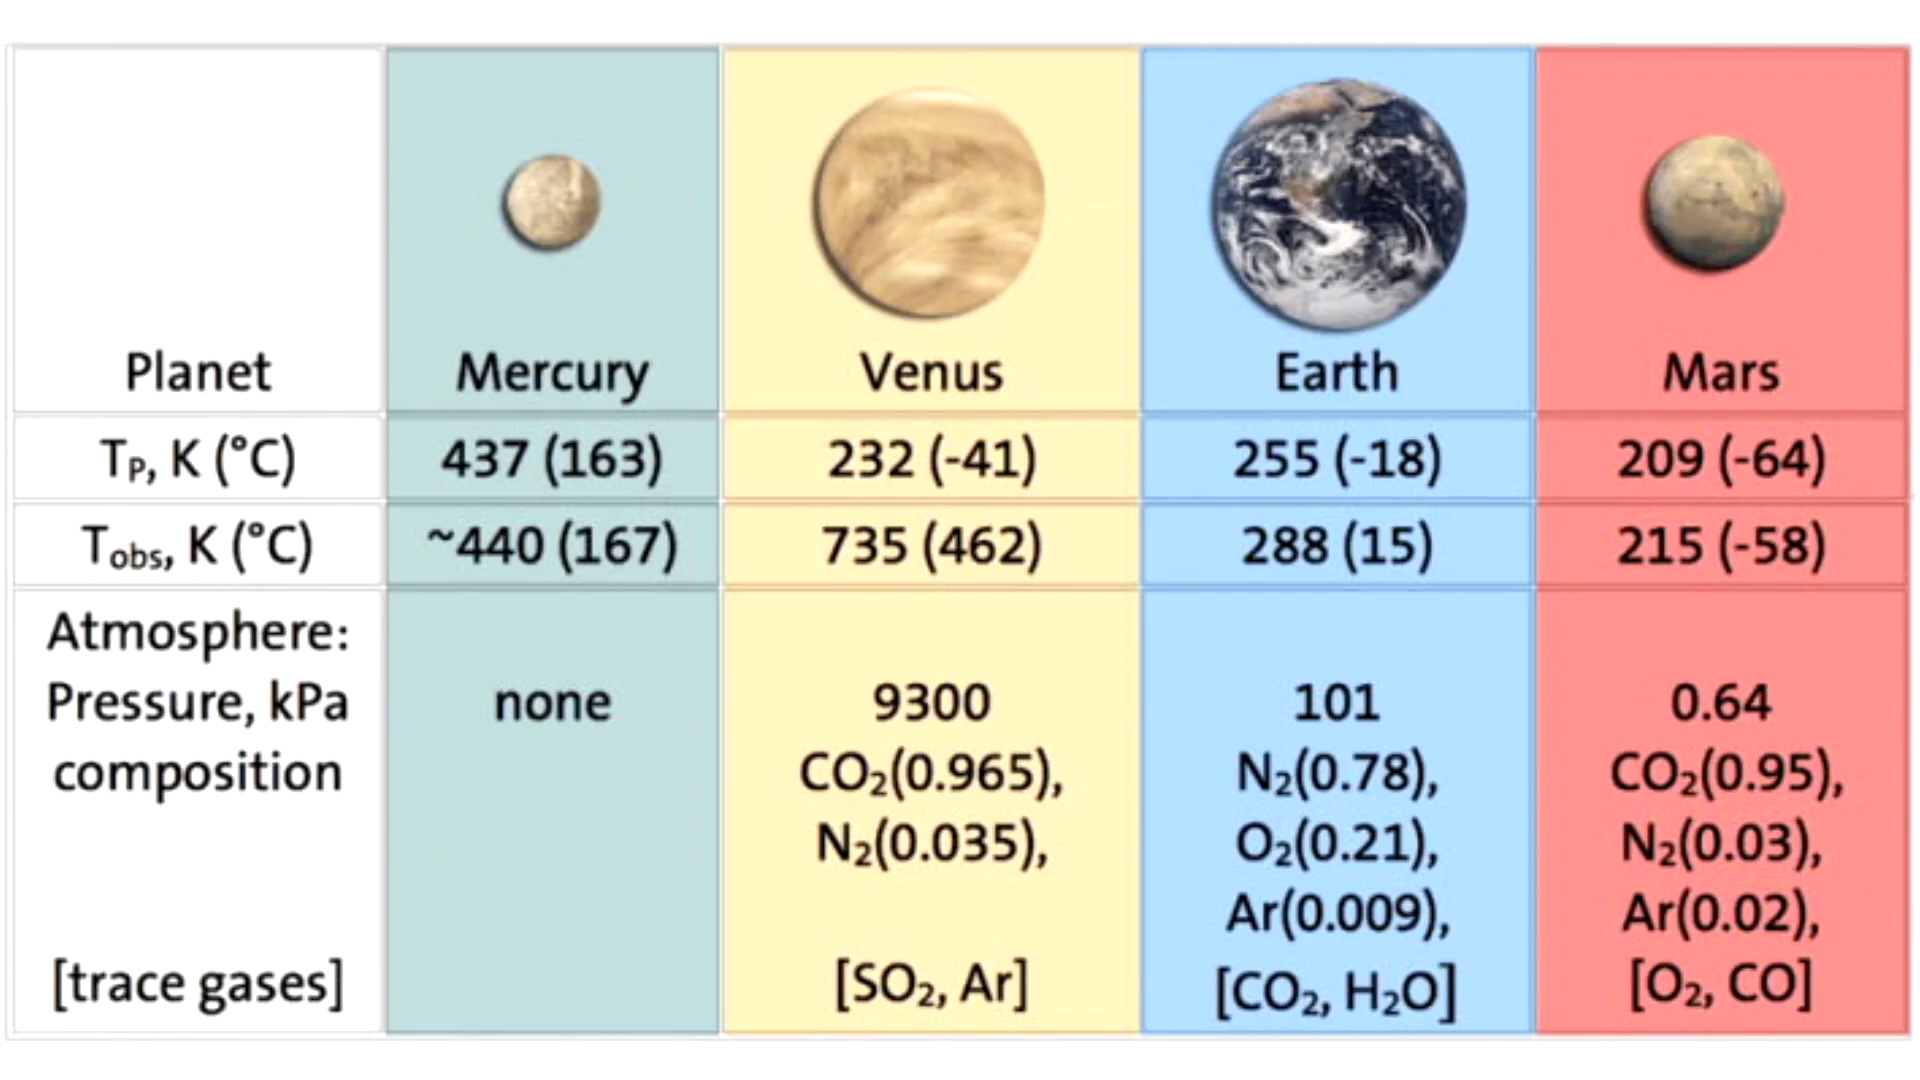 Planet Mercury Venus Earth Mars
Tₚ, K (°C) 437 (163) 232 (-41) 255 (-18) 209 (-64)
Tobs, K (°C) ~440 (167) 735 (462) 288 (15) 215 (-58)
Atmosphere:
Pressure, kPa none 9300 101 0.64
composition CO₂(0.965), N₂(0.78), CO₂(0.95),
N₂(0.035), O₂(0.21), N₂(0.03),
Ar(0.009), Ar(0.02),
[trace gases] [SO₂, Ar] [CO₂, H₂O] [O₂, CO]